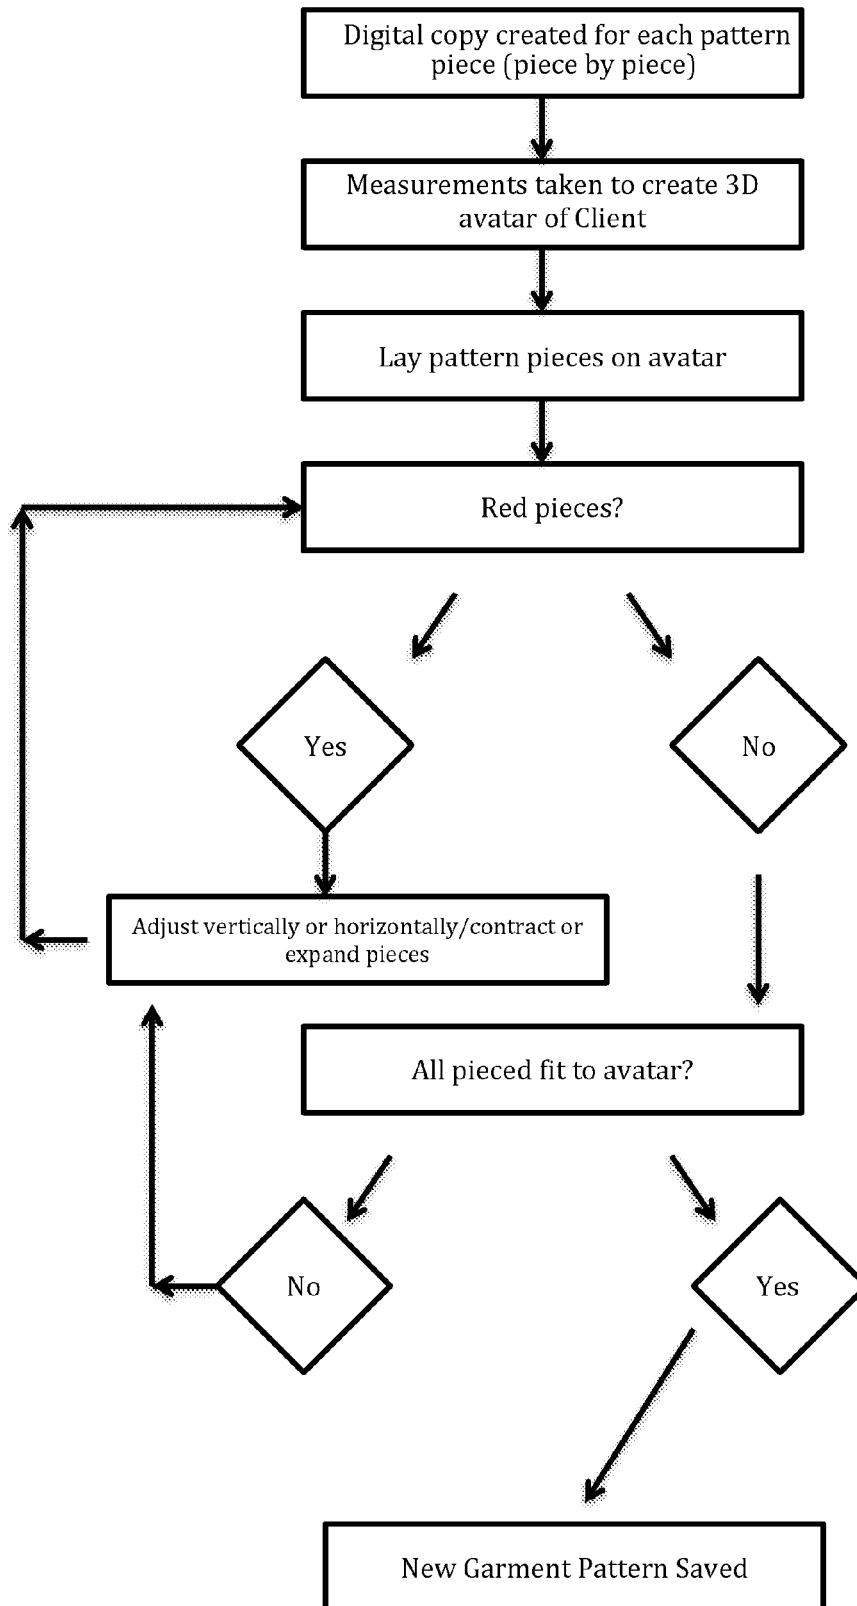 Digital copy created for each pattern
piece (piece by piece)
Measurements taken to create 3D
avatar of Client
Lay pattern pieces on avatar
Red pieces?
Yes
No
Adjust vertically or horizontally/contract or
expand pieces
All pieced fit to avatar?
No
Yes
New Garment Pattern Saved